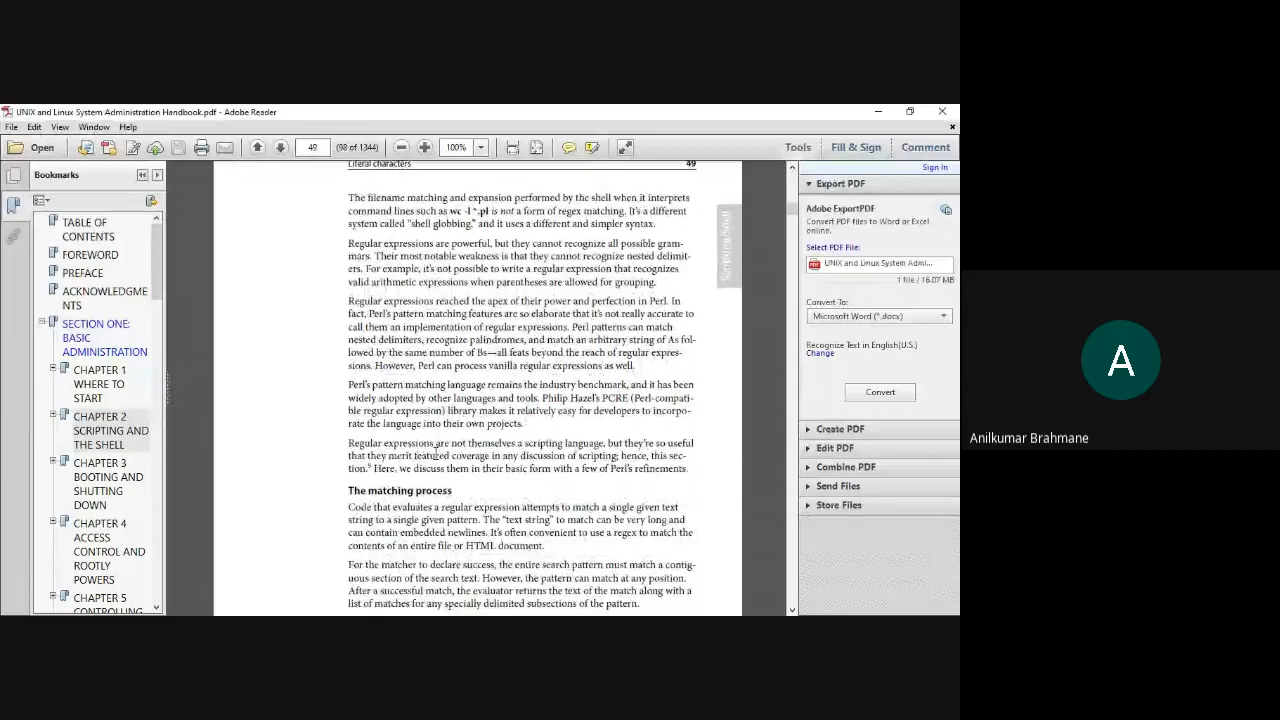 UNIX and Linux System Administration Handbook.pdf - Adobe Reader
File Edit View Window Help
Open
49
(98 of 1344)
100%
Tools
Fill & Sign
Comment
Bookmarks
TABLE OF
CONTENTS
FOREWORD
PREFACE
ACKNOWLEDGME
NTS
SECTION ONE:
BASIC
ADMINISTRATION
CHAPTER 1
WHERE TO
START
CHAPTER 2
SCRIPTING AND
THE SHELL
CHAPTER 3
BOOTING AND
SHUTTING
DOWN
CHAPTER 4
ACCESS
CONTROL AND
ROOTLY
POWERS
CHAPTER 5
CONTROLLING
Literal characters 49
The filename matching and expansion performed by the shell when it interprets
command lines such as wc -l *.pl is not a form of regex matching. It's a different
system called "shell globbing," and it uses a different and simpler syntax.
Regular expressions are powerful, but they cannot recognize all possible gram-
mars. Their most notable weakness is that they cannot recognize nested delimit-
ers. For example, it's not possible to write a regular expression that recognizes
valid arithmetic expressions when parentheses are allowed for grouping.
Regular expressions reached the apex of their power and perfection in Perl. In
fact, Perl's pattern matching features are so elaborate that it's not really accurate to
call them an implementation of regular expressions. Perl patterns can match
nested delimiters, recognize palindromes, and match an arbitrary string of As fol-
lowed by the same number of Bs—all feats beyond the reach of regular expres-
sions. However, Perl can process vanilla regular expressions as well.
Perl's pattern matching language remains the industry benchmark, and it has been
widely adopted by other languages and tools. Philip Hazel's PCRE (Perl-compati-
ble regular expression) library makes it relatively easy for developers to incorpo-
rate the language into their own projects.
Regular expressions are not themselves a scripting language, but they're so useful
that they merit featured coverage in any discussion of scripting; hence, this sec-
tion. Here, we discuss them in their basic form with a few of Perl's refinements.
The matching process
Code that evaluates a regular expression attempts to match a single given text
string to a single given pattern. The "text string" to match can be very long and
can contain embedded newlines. It's often convenient to use a regex to match the
contents of an entire file or HTML document.
For the matcher to declare success, the entire search pattern must match a contig-
uous section of the search text. However, the pattern can match at any position.
After a successful match, the evaluator returns the text of the match along with a
list of matches for any specially delimited subsections of the pattern.
Scripting/Shell
Sign In
Export PDF
Adobe ExportPDF
Convert PDF files to Word or Excel
online.
Select PDF File:
UNIX and Linux System Admi...
1 file / 16.07 MB
Convert To:
Microsoft Word (*.docx)
Recognize Text in English(U.S.)
Change
Convert
Create PDF
Edit PDF
Combine PDF
Send Files
Store Files
A
Anilkumar Brahmane